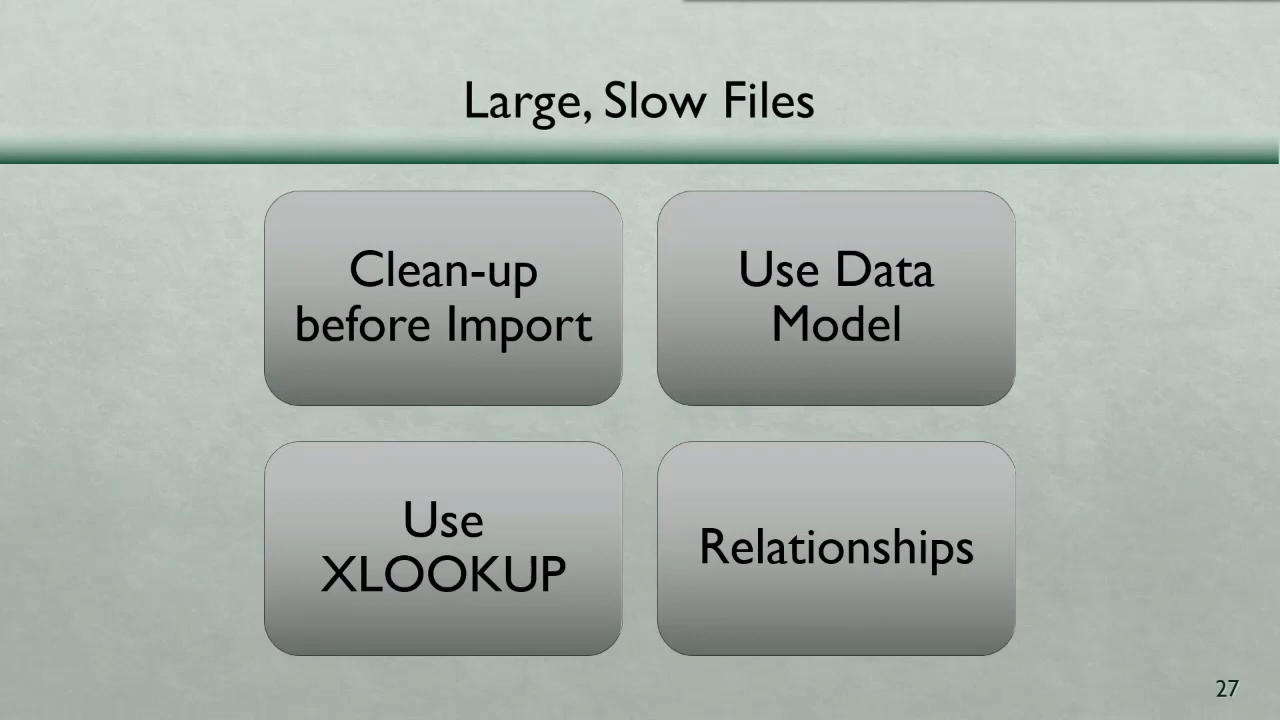 Large, Slow Files
Clean-up
before Import
Use Data
Model
Use
XLOOKUP
Relationships
27